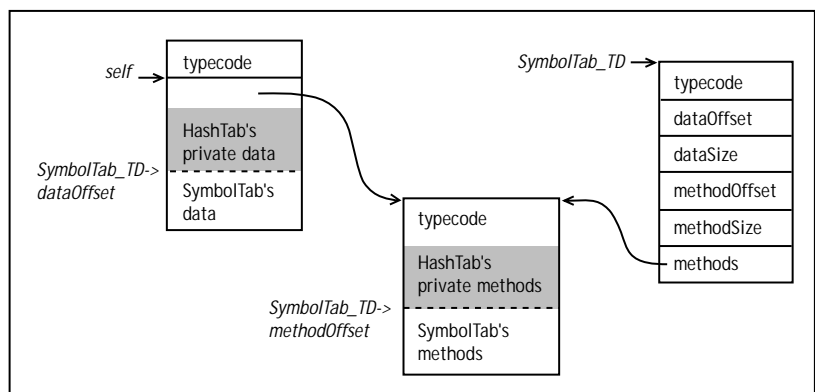 self
typecode
HashTab's
private data
SymbolTab_TD->
dataOffset
SymbolTab's
data
typecode
HashTab's
private methods
SymbolTab_TD->
methodOffset
SymbolTab's
methods
SymbolTab_TD
typecode
dataOffset
dataSize
methodOffset
methodSize
methods